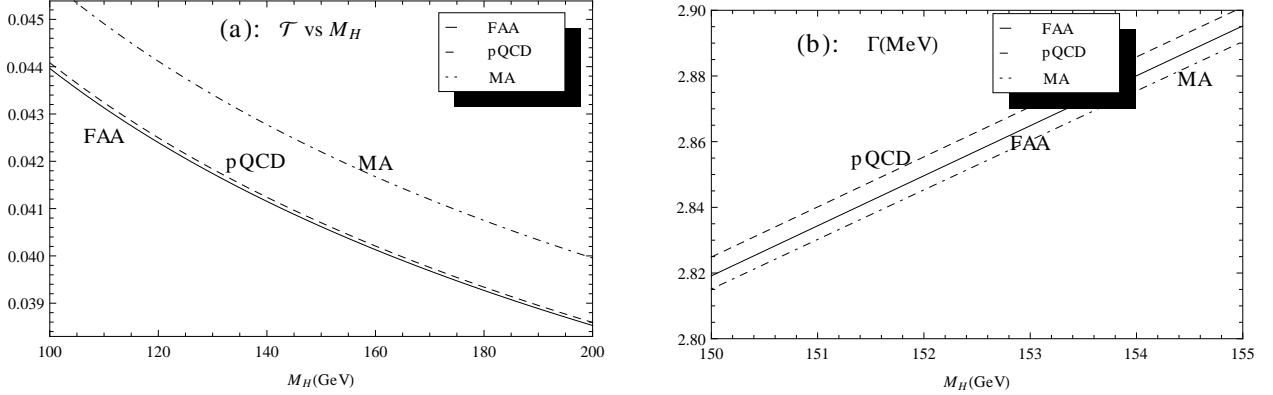 (a): 𝒯 vs M_H
FAA
pQCD
MA
0.045
0.044
0.043
0.042
0.041
0.040
0.039
FAA
pQCD
MA
100 120 140 160 180 200
M_H(GeV)
(b): Γ(MeV)
FAA
pQCD
MA
2.90
2.88
2.86
2.84
2.82
2.80
pQCD
FAA
MA
150 151 152 153 154 155
M_H(GeV)